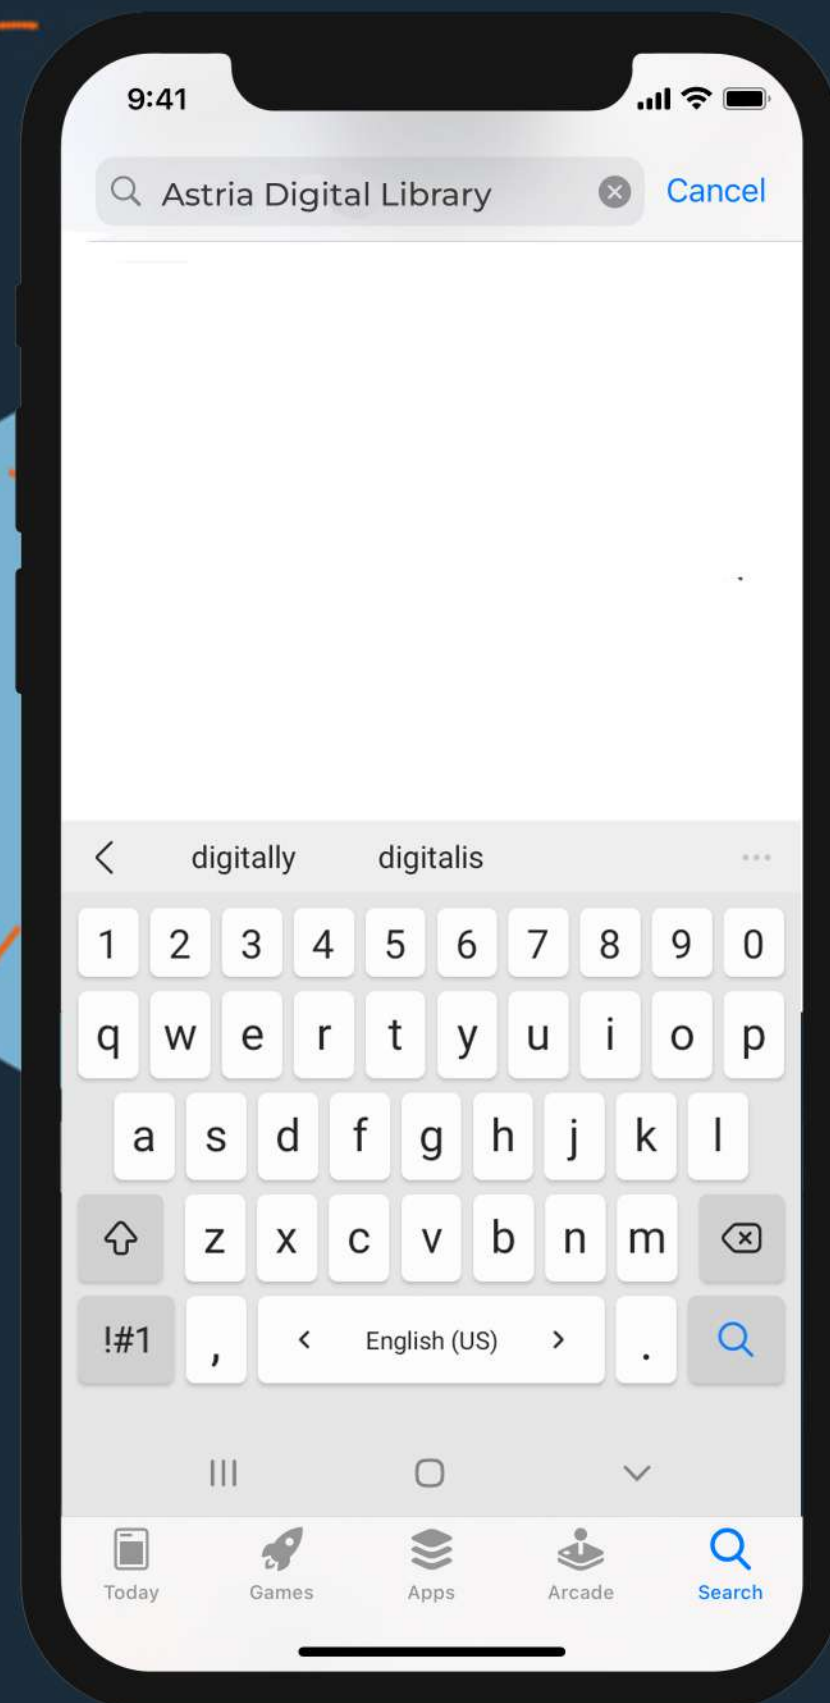 9:41
Astria Digital Library Cancel
digitally digitalis
1 2 3 4 5 6 7 8 9 0
q w e r t y u i o p
a s d f g h j k l
z x c v b n m
!#1 , English (US) .
Today Games Apps Arcade Search